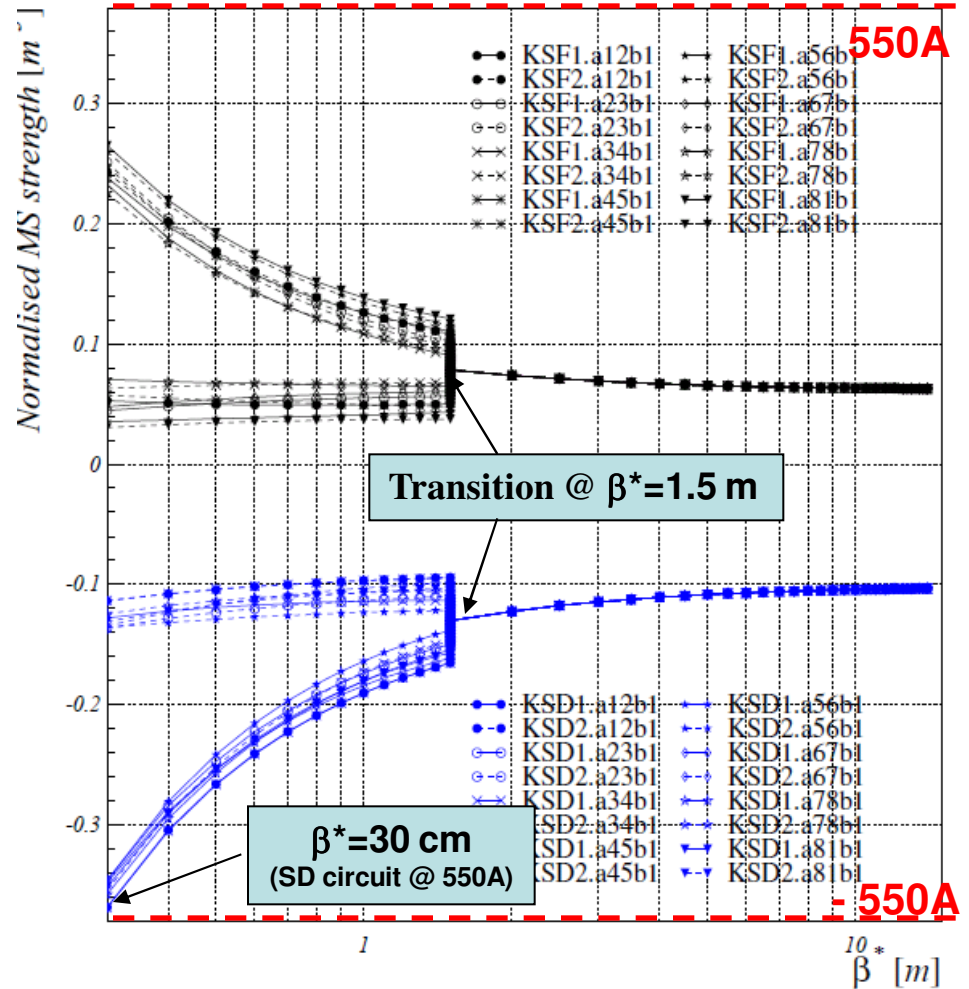 550A
Normalised MS strength [m
0.3
0.2
0.1
0
-0.1
-0.2
-0.3
KSF1.a12b1 KSF1.a56b1
KSF2.a12b1 KSF2.a56b1
KSF1.a23b1 KSF1.a67b1
KSF2.a23b1 KSF2.a67b1
KSF1.a34b1 KSF1.a78b1
KSF2.a34b1 KSF2.a78b1
KSF1.a45b1 KSF1.a81b1
KSF2.a45b1 KSF2.a81b1
Transition @ β*=1.5 m
KSD1.a12b1 KSD1.a56b1
KSD2.a12b1 KSD2.a56b1
KSD1.a23b1 KSD1.a67b1
KSD2.a23b1 KSD2.a67b1
KSD1.a34b1 KSD1.a78b1
KSD2.a34b1 KSD2.a78b1
KSD1.a45b1 KSD1.a81b1
KSD2.a45b1 KSD2.a81b1
β*=30 cm
(SD circuit @ 550A)
- 550A
1 10
β* [m]